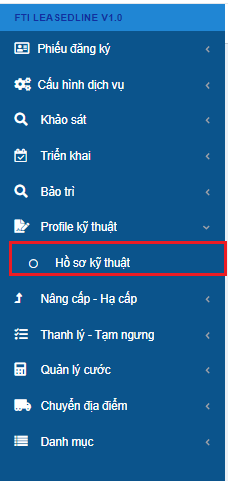 FTI LEASEDLINE V1.0
Phiếu đăng ký
Cấu hình dịch vụ
Khảo sát
Triển khai
Bảo trì
Profile kỹ thuật
Hồ sơ kỹ thuật
Nâng cấp - Hạ cấp
Thanh lý - Tạm ngưng
Quản lý cước
Chuyển địa điểm
Danh mục